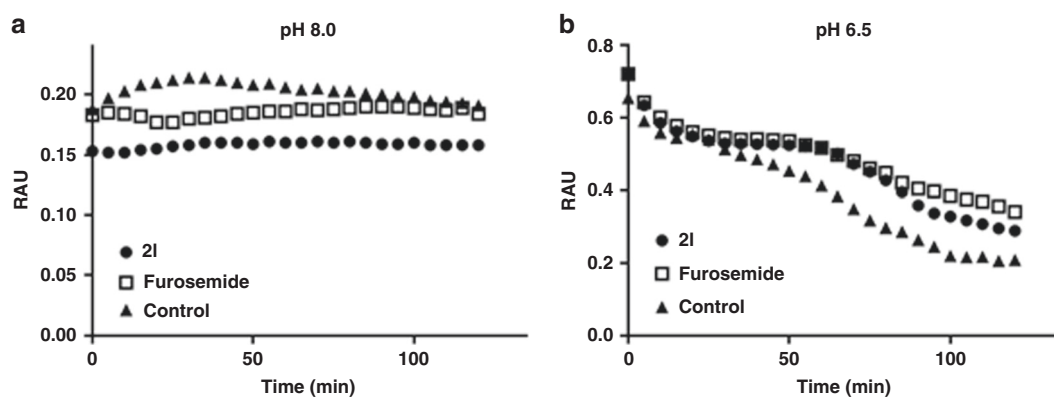 a
pH 8.0
0.20
0.15
0.10
0.05
0.00
RAU
2I
Furosemide
Control
0
50
100
Time (min)
b
pH 6.5
0.8
0.6
0.4
0.2
0.0
RAU
2I
Furosemide
Control
0
50
100
Time (min)